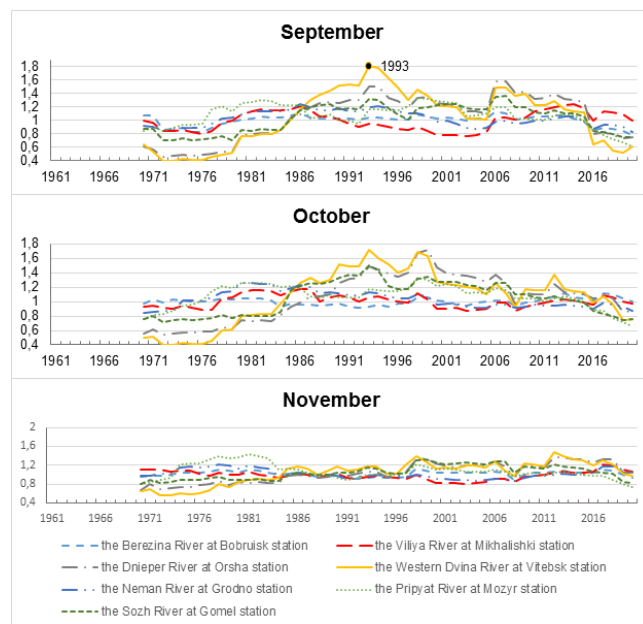 September
1,8
1993
1,6
1,4
1,2
1
0,8
0,6
0,4
1961 1966 1971 1976 1981 1986 1991 1996 2001 2006 2011 2016
October
1,8
1,6
1,4
1,2
1
0,8
0,6
0,4
1961 1966 1971 1976 1981 1986 1991 1996 2001 2006 2011 2016
November
2
1,6
1,2
0,8
0,4
1961 1966 1971 1976 1981 1986 1991 1996 2001 2006 2011 2016
the Berezina River at Bobruisk station the Viliya River at Mikhalishki station
the Dnieper River at Orsha station the Western Dvina River at Vitebsk station
the Neman River at Grodno station the Pripyat River at Mozyr station
the Sozh River at Gomel station